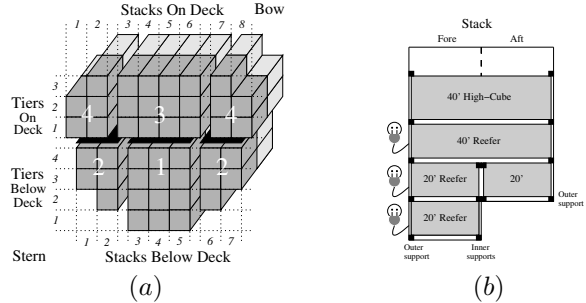 Stacks On Deck
Bow
1 2 3 4 5 6 7 8
Tiers
On
Deck
3
2
1
4 3 4
Tiers
Below
Deck
4
3
2
1
2 1 2
1 2 3 4 5 6 7
Stern
Stacks Below Deck
(a)
Stack
Fore
Aft
40' High-Cube
40' Reefer
20' Reefer
20'
20' Reefer
Outer
support
Outer
support
Inner
supports
(b)